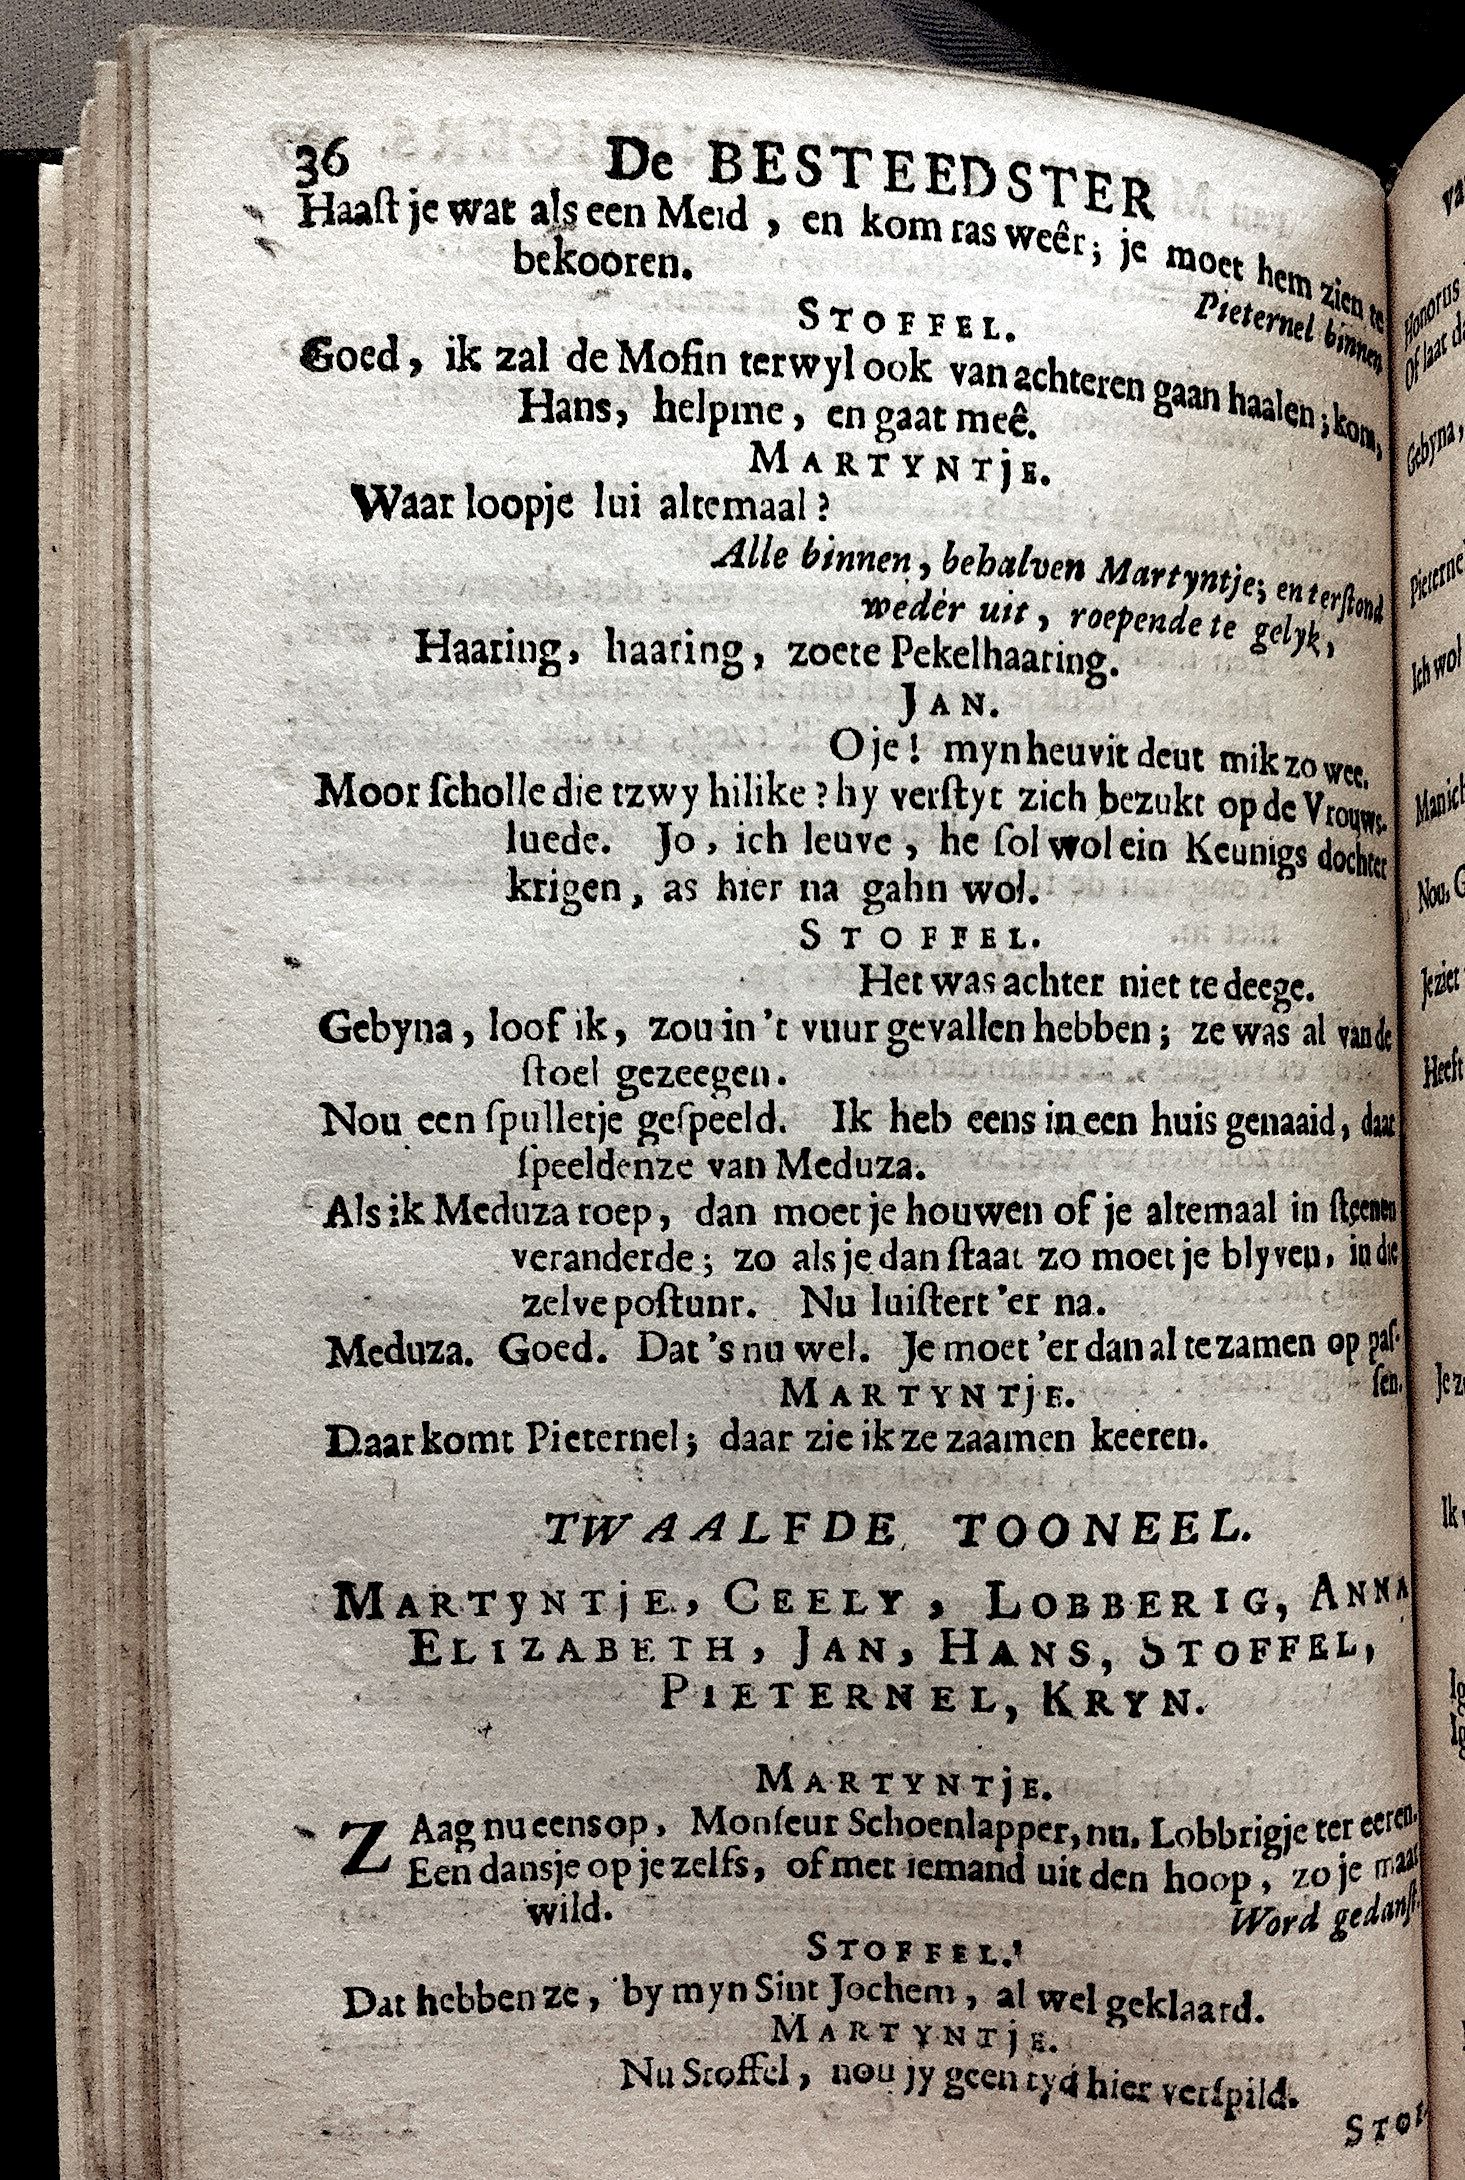 36 De BESTEEDSTER
Haaſt je wat als een Meid, en kom ras weêr; je moet hem zien te
bekooren. Pieternel binnen,
STOFFEL.
Goed, ik zal de Mofin terwyl ook van achteren gaan haalen; kom,
Hans, help me, en gaat meê.
MARTYNTjE.
Waar loopje lui altemaal?
Alle binnen, behalven Martyntje; en terſtond
weder uit, roepende te gelyk,
Haaring, haaring, zoete Pekelhaaring.
JAN.
O je! myn heuvit deut mik zo wee.
Moor ſcholle die tzwy hilike? hy verſtyt zich bezukt op de Vrouws-
luede. Jo, ich leuve, he ſol wol ein Keunigs dochter
krigen, as hier na gahn wol.
STOFFEL.
Het was achter niet te deege.
Gebyna, loof ik, zou in 't vuur gevallen hebben; ze was al van de
ſtoel gezeegen.
Nou een ſpulletje geſpeeld. Ik heb eens in een huis genaaid, daar
ſpeeldenze van Meduza.
Als ik Meduza roep, dan moet je houwen of je altemaal in ſteenen
veranderde; zo als je dan ſtaat zo moet je blyven, in die
zelve poſtunr. Nu luiſtert 'er na.
Meduza. Goed. Dat 's nu wel. Je moet 'er dan al te zamen op paſ-
ſen.
MARTYNTjE.
Daar komt Pieternel; daar zie ik ze zaamen keeren.
TWAALFDE TOONEEL.
MARTyNTjE, CEELY, LOBBERIG, ANNA
ELIZABETH, JAN, HANS, STOFFEL,
PIETERNEL, KRYN.
MARTYNTjE.
ZAag nu eens op, Monſeur Schoenlapper, nu. Lobbrigje ter eeren.
Een dansje op je zelfs, of met iemand uit den hoop, zo je maar
wild. Word gedanſt.
STOFFEL.
Dat hebben ze, by myn Sint Jochem, al wel geklaard.
MARTYNTjE.
Nu Stoffel, nou jy geen tyd hier verſpild.
STOF-